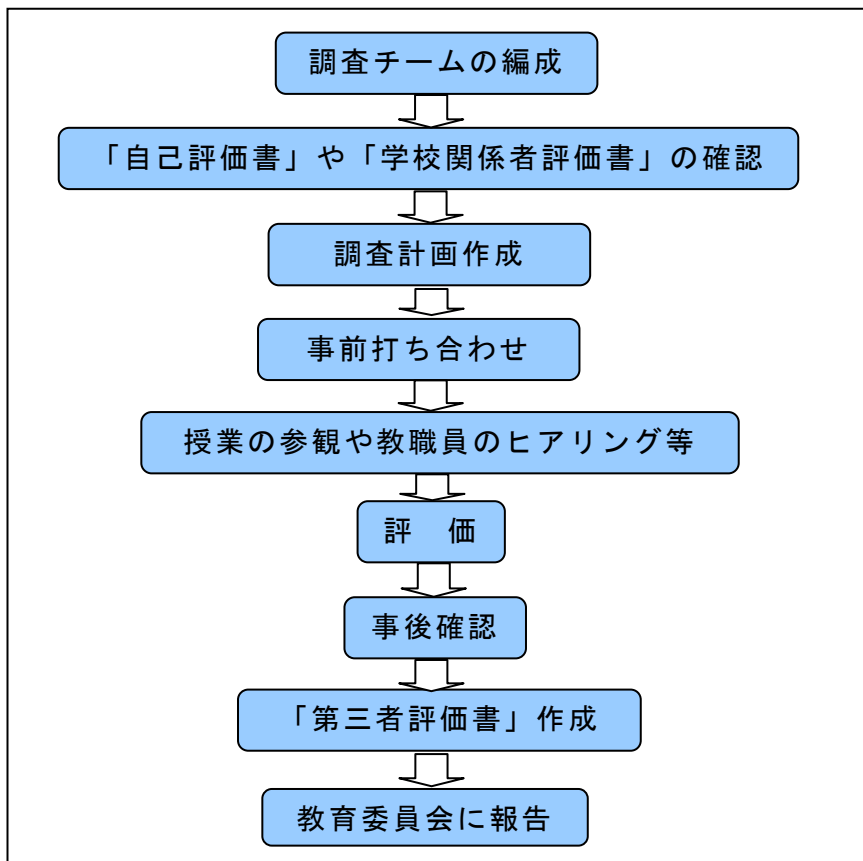 調査チームの編成
「自己評価書」や「学校関係者評価書」の確認
調査計画作成
事前打ち合わせ
授業の参観や教職員のヒアリング等
評　価
事後確認
「第三者評価書」作成
教育委員会に報告